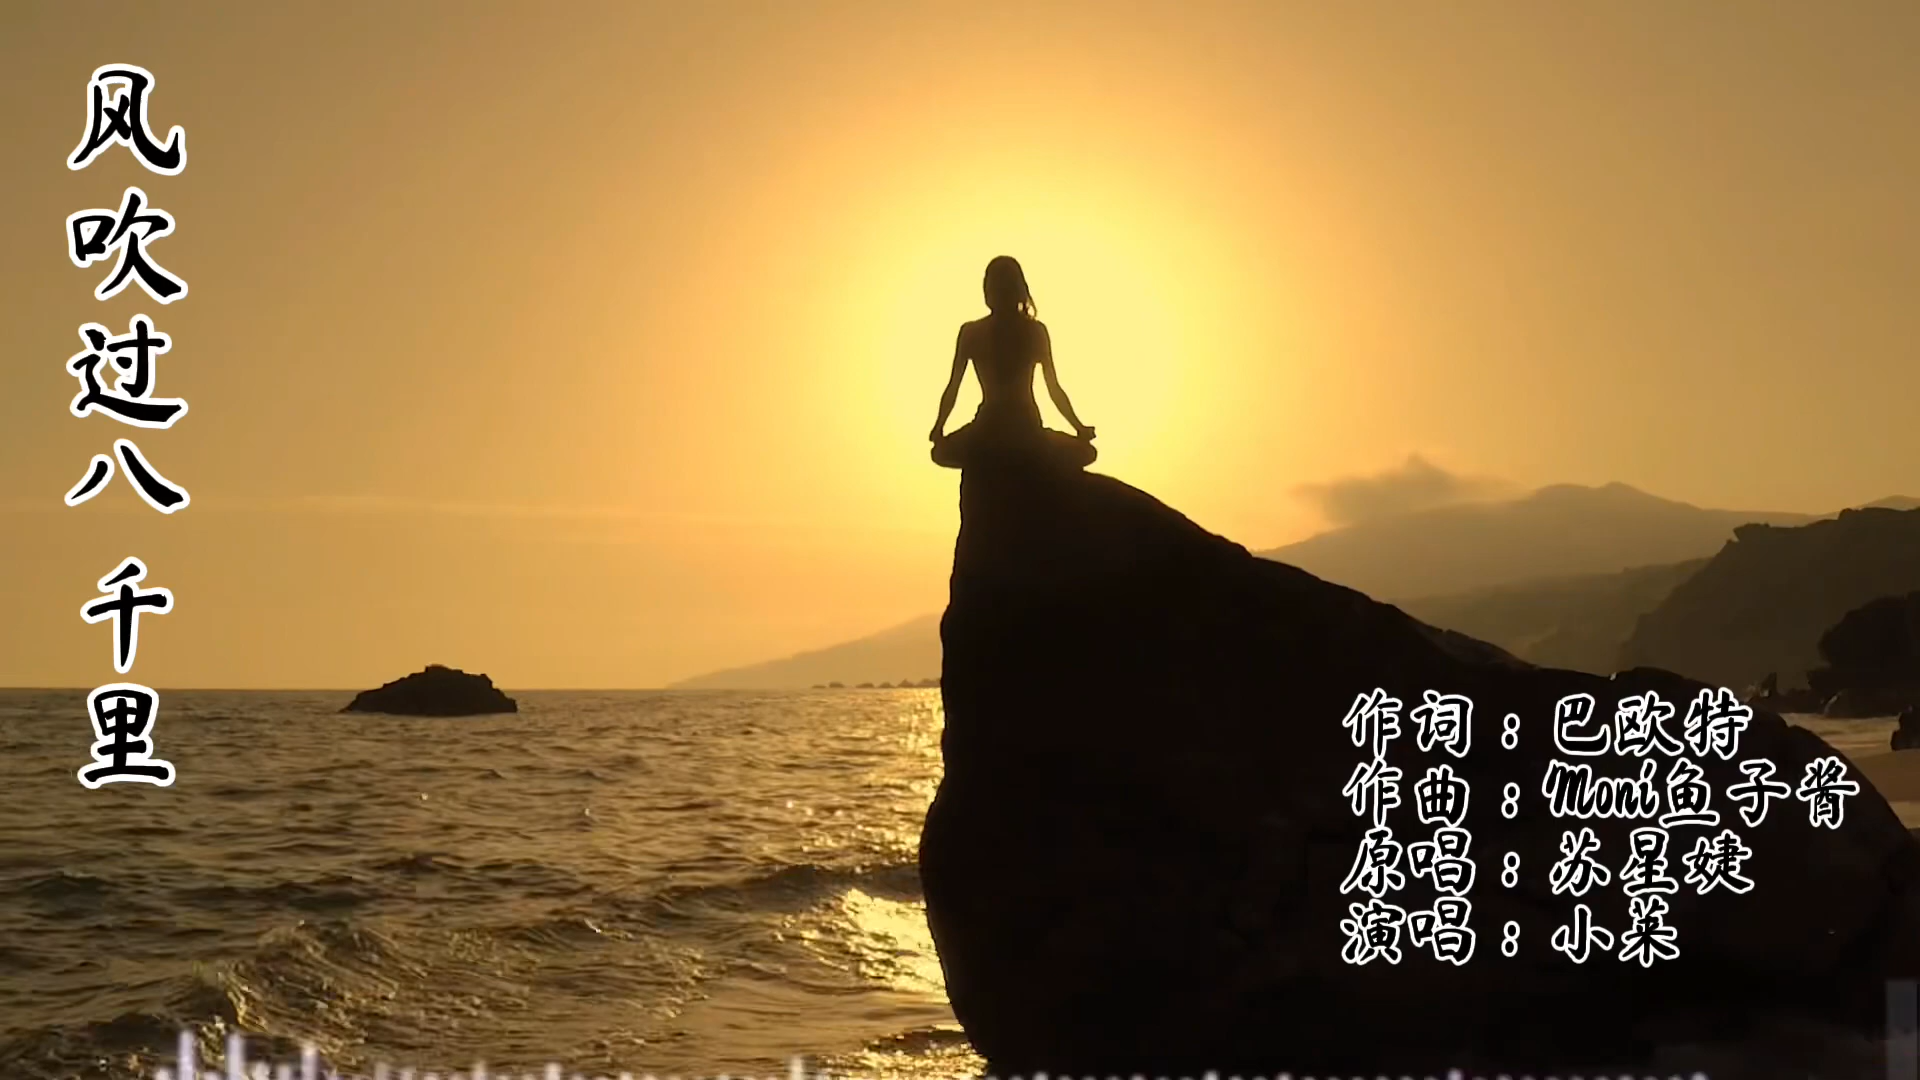 风吹过八千里
作词：巴欧特
作曲：Moni鱼子酱
原唱：苏星婕
演唱：小莱